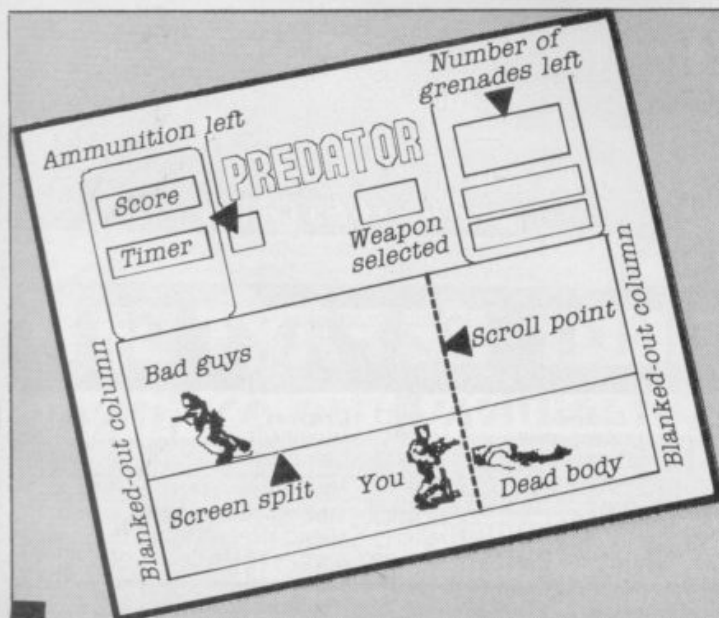 Number of
grenades left
Ammunition left
PREDATOR
Score
Timer
Weapon
selected
Scroll point
Bad guys
Blanked-out column
Blanked-out column
Screen split
You
Dead body